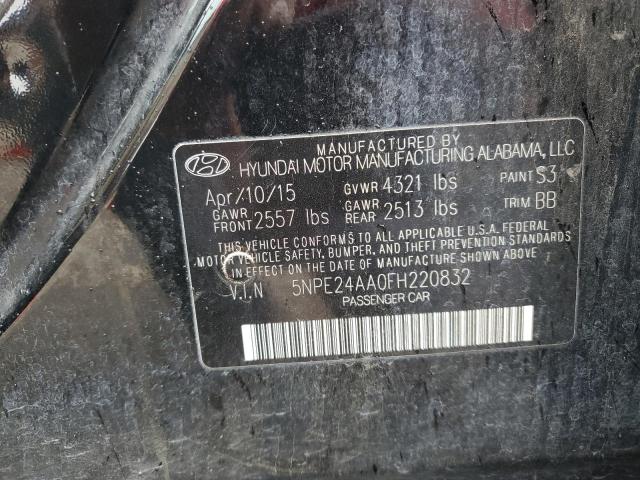 MANUFACTURED BY
HYUNDAI MOTOR MANUFACTURING ALABAMA, LLC
Apr/10/15 GVWR 4321 lbs PAINT S3
GAWR FRONT 2557 lbs GAWR REAR 2513 lbs TRIM BB
THIS VEHICLE CONFORMS TO ALL APPLICABLE U.S.A. FEDERAL
MOTOR VEHICLE SAFETY, BUMPER, AND THEFT PREVENTION STANDARDS
IN EFFECT ON THE DATE OF MANUFACTURE SHOWN ABOVE
V.I.N 5NPE24AA0FH220832
PASSENGER CAR